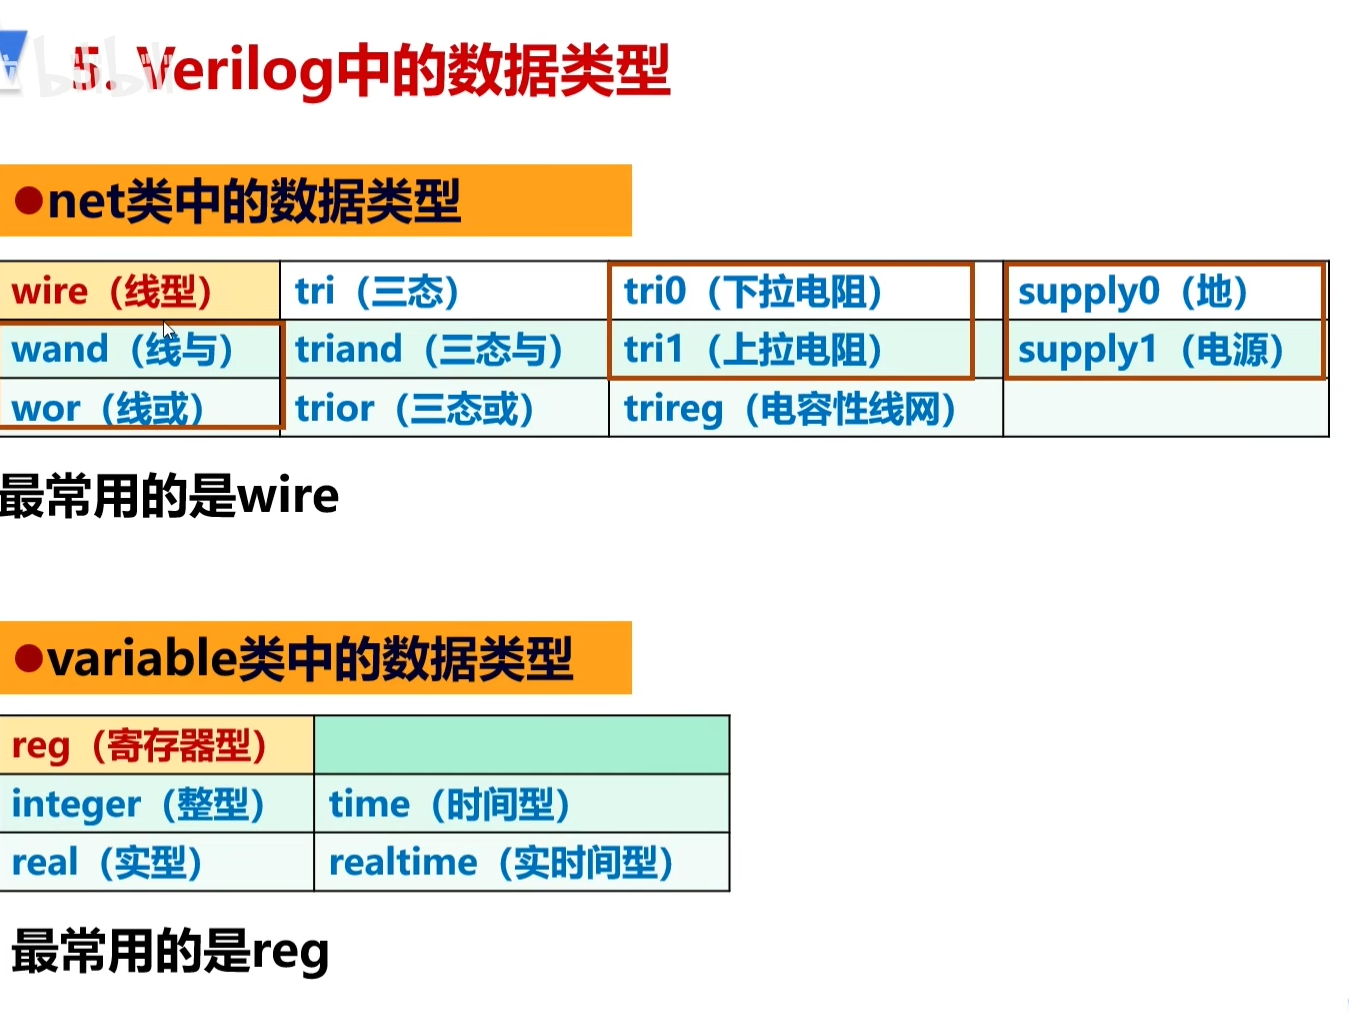 5. Verilog中的数据类型
bilibili
●net类中的数据类型
wire（线型） tri（三态） tri0（下拉电阻） supply0（地）
wand（线与） triand（三态与） tri1（上拉电阻） supply1（电源）
wor（线或） trior（三态或） trireg（电容性线网）
最常用的是wire
●variable类中的数据类型
reg（寄存器型）
integer（整型） time（时间型）
real（实型） realtime（实时间型）
最常用的是reg